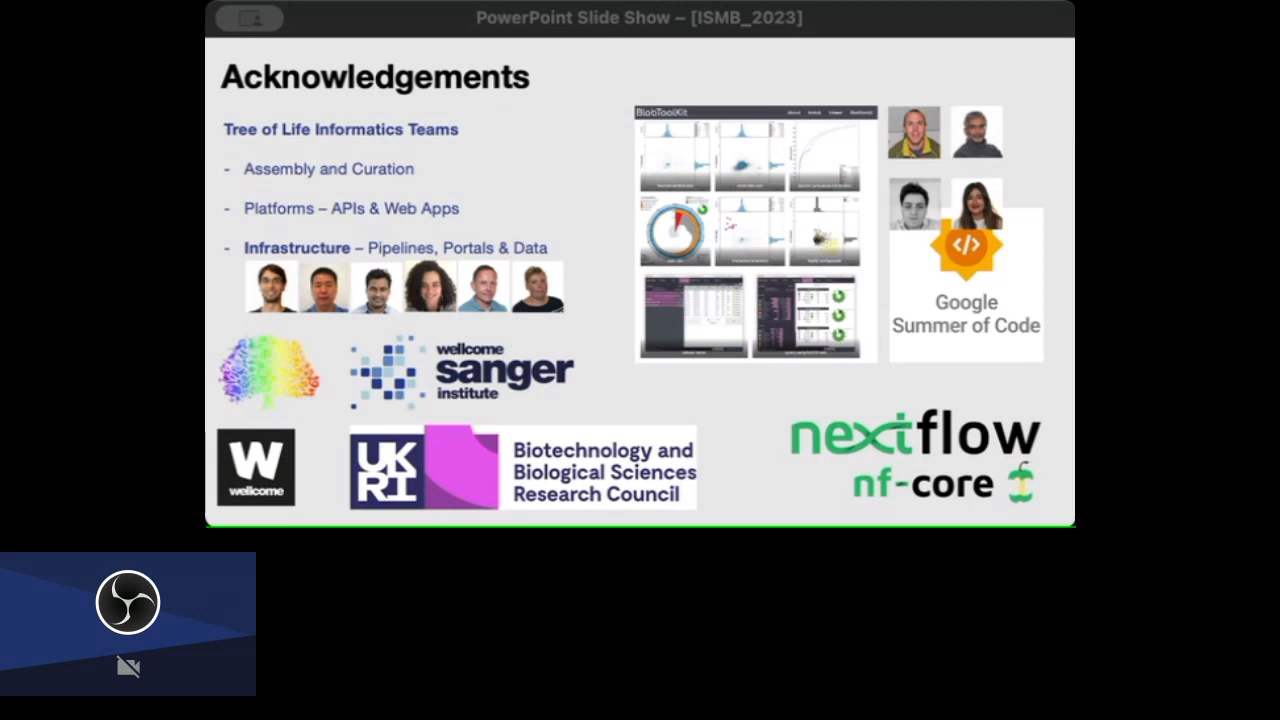 PowerPoint Slide Show – [ISMB_2023]
Acknowledgements
Tree of Life Informatics Teams
- Assembly and Curation
- Platforms – APIs & Web Apps
- Infrastructure – Pipelines, Portals & Data
BlobToolKit
Google
Summer of Code
wellcome
sanger
institute
W
wellcome
UK
RI
Biotechnology and
Biological Sciences
Research Council
nextflow
nf-core